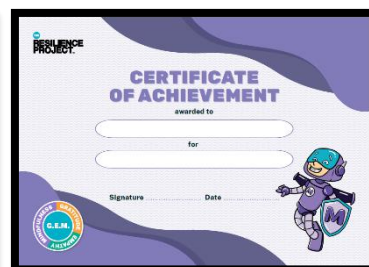 THE
RESILIENCE
PROJECT.
CERTIFICATE
OF ACHIEVEMENT
awarded to
for
Signature
Date
MINDFULNESS GRATITUDE EMPATHY
G.E.M.
M